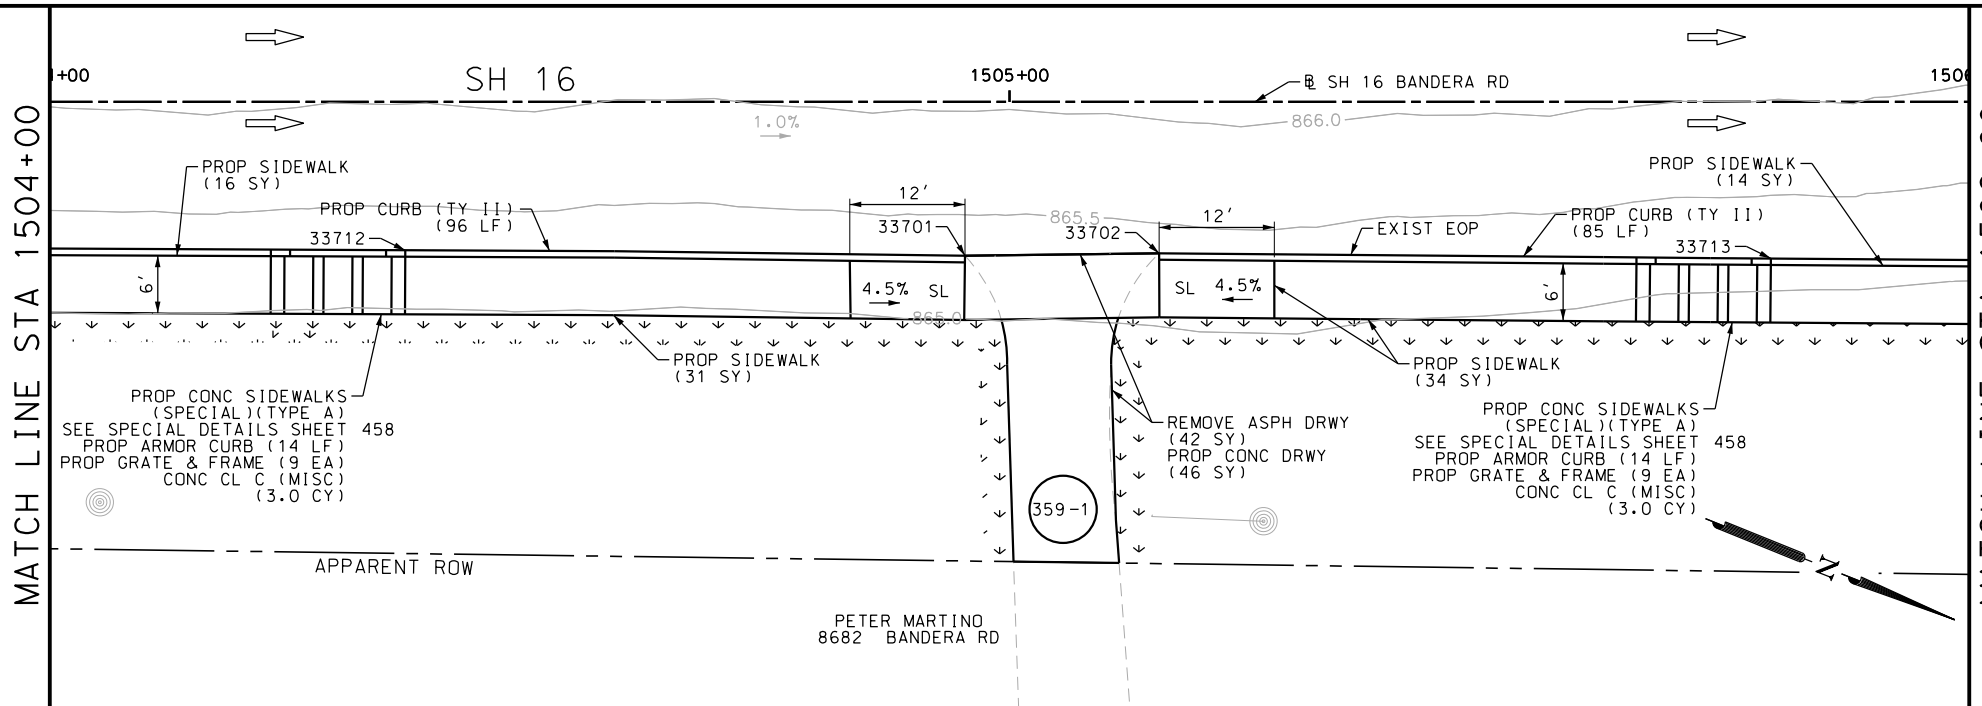 MATCH LINE STA 1504+00
+00
SH 16
1505+00
℄ SH 16 BANDERA RD
1506
1.0%
866.0
PROP SIDEWALK
(16 SY)
PROP CURB (TY II)
(96 LF)
33712
12'
33701
865.5
33702
12'
EXIST EOP
PROP CURB (TY II)
(85 LF)
PROP SIDEWALK
(14 SY)
33713
6'
4.5% SL
SL 4.5%
6'
865.0
PROP SIDEWALK
(31 SY)
PROP SIDEWALK
(34 SY)
PROP CONC SIDEWALKS
(SPECIAL)(TYPE A)
SEE SPECIAL DETAILS SHEET 458
PROP ARMOR CURB (14 LF)
PROP GRATE & FRAME (9 EA)
CONC CL C (MISC)
(3.0 CY)
REMOVE ASPH DRWY
(42 SY)
PROP CONC DRWY
(46 SY)
PROP CONC SIDEWALKS
(SPECIAL)(TYPE A)
SEE SPECIAL DETAILS SHEET 458
PROP ARMOR CURB (14 LF)
PROP GRATE & FRAME (9 EA)
CONC CL C (MISC)
(3.0 CY)
359-1
APPARENT ROW
N
PETER MARTINO
8682 BANDERA RD